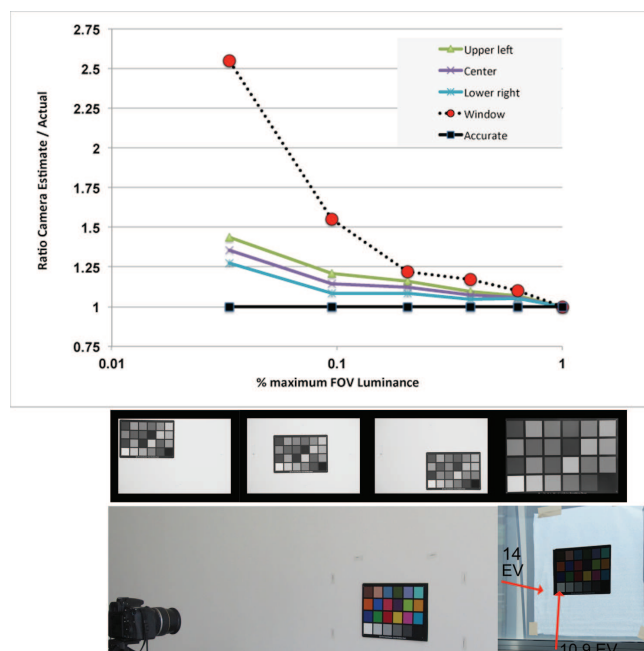 2.75
2.5
2.25
2
1.75
1.5
1.25
1
0.75
Ratio Camera Estimate / Actual
Upper left
Center
Lower right
Window
Accurate
0.01
0.1
1
% maximum FOV Luminance
14
EV
10.9 EV